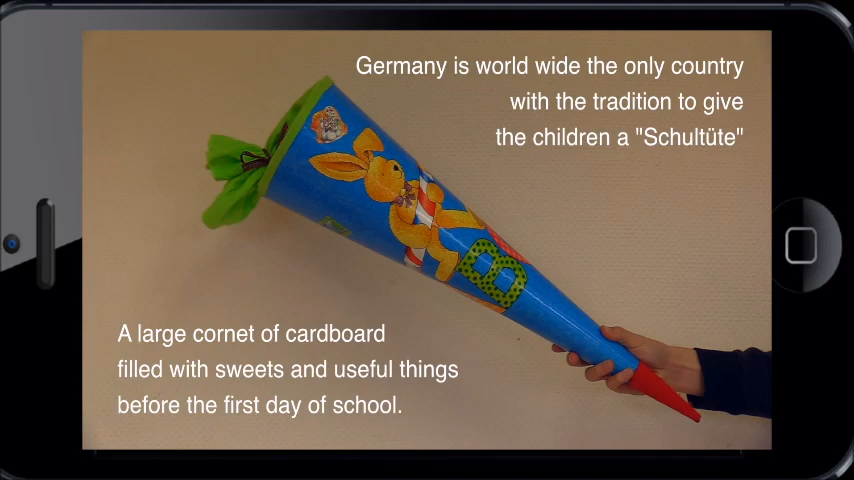 Germany is world wide the only country
with the tradition to give
the children a "Schultüte"
B
A large cornet of cardboard
filled with sweets and useful things
before the first day of school.